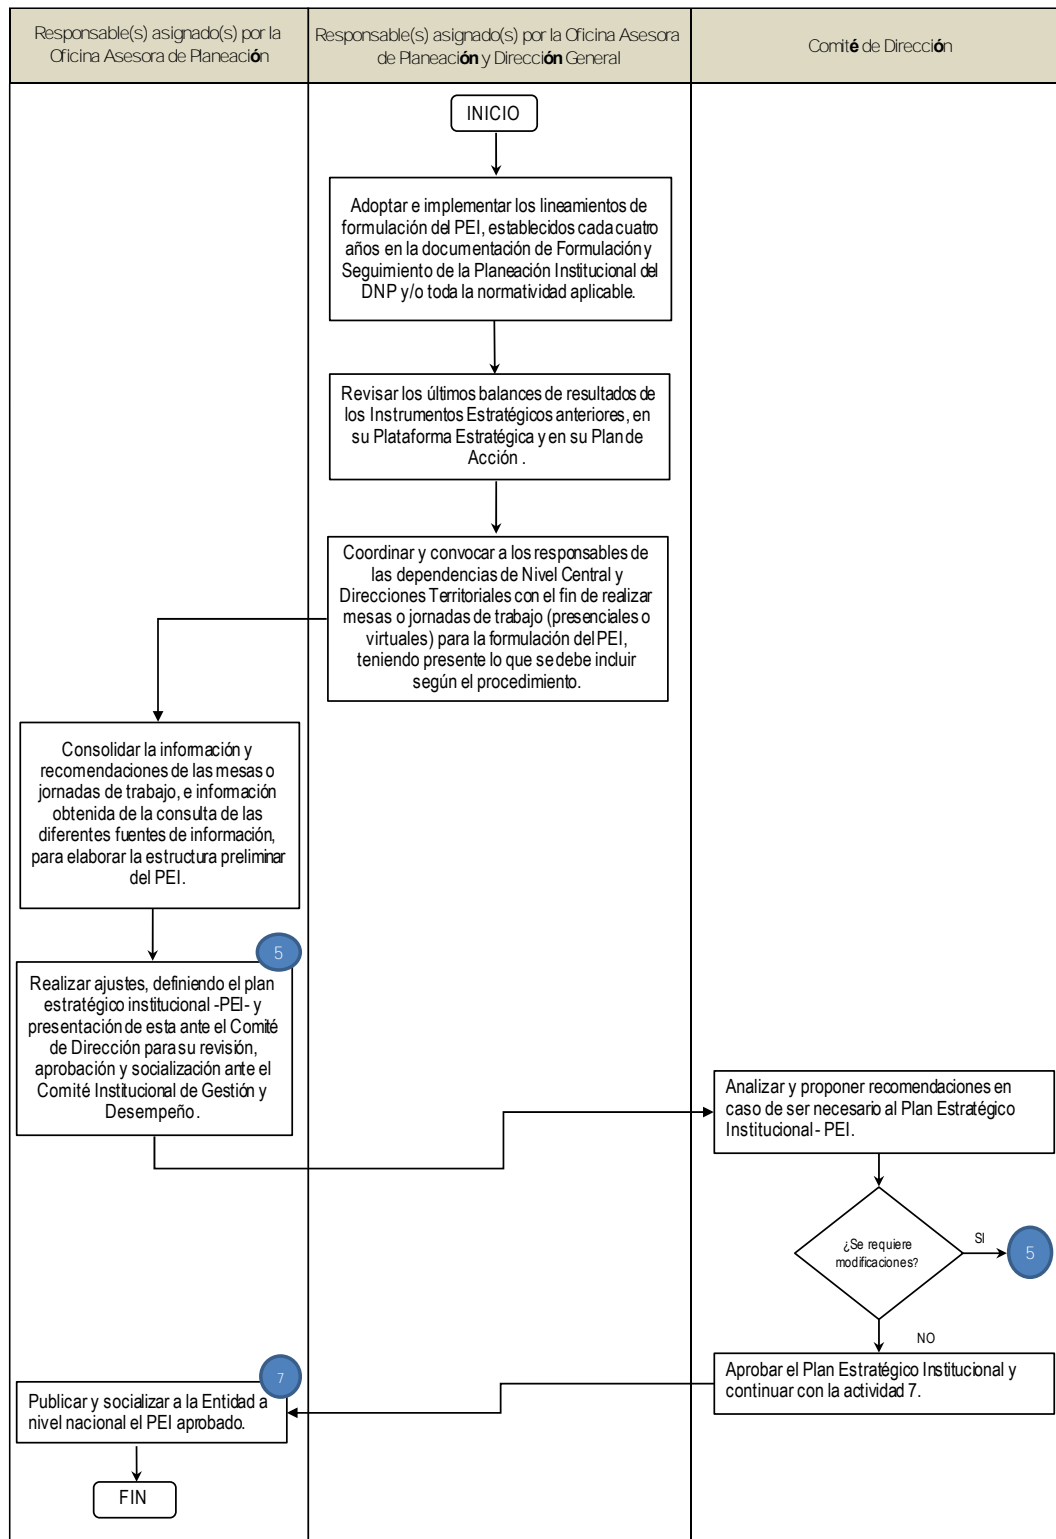 Responsable(s) asignado(s) por la
Oficina Asesora de Planeación
Responsable(s) asignado(s) por la Oficina Asesora
de Planeación y Dirección General
Comité de Dirección
INICIO
Adoptar e implementar los lineamientos de
formulación del PEI, establecidos cada cuatro
años en la documentación de Formulación y
Seguimiento de la Planeación Institucional del
DNP y/o toda la normatividad aplicable.
Revisar los últimos balances de resultados de
los Instrumentos Estratégicos anteriores, en
su Plataforma Estratégica y en su Plan de
Acción .
Coordinar y convocar a los responsables de
las dependencias de Nivel Central y
Direcciones Territoriales con el fin de realizar
mesas o jornadas de trabajo (presenciales o
virtuales) para la formulación del PEI,
teniendo presente lo que se debe incluir
según el procedimiento.
Consolidar la información y
recomendaciones de las mesas o
jornadas de trabajo, e información
obtenida de la consulta de las
diferentes fuentes de información,
para elaborar la estructura preliminar
del PEI.
5
Realizar ajustes, definiendo el plan
estratégico institucional -PEI- y
presentación de esta ante el Comité
de Dirección para su revisión,
aprobación y socialización ante el
Comité Institucional de Gestión y
Desempeño .
Analizar y proponer recomendaciones en
caso de ser necesario al Plan Estratégico
Institucional - PEI.
¿Se requiere
modificaciones?
SI
5
NO
Aprobar el Plan Estratégico Institucional y
continuar con la actividad 7.
7
Publicar y socializar a la Entidad a
nivel nacional el PEI aprobado.
FIN